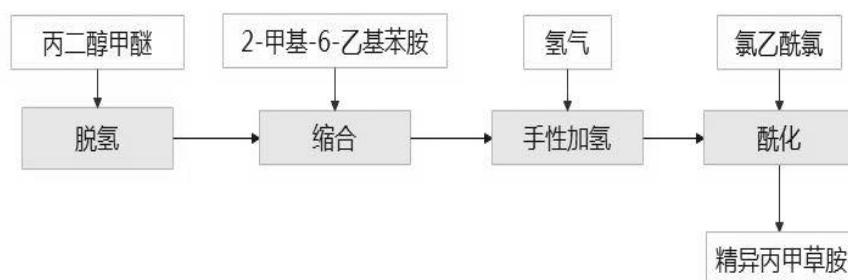 丙二醇甲醚
2-甲基-6-乙基苯胺
氢气
氯乙酰氯
脱氢
缩合
手性加氢
酰化
精异丙甲草胺